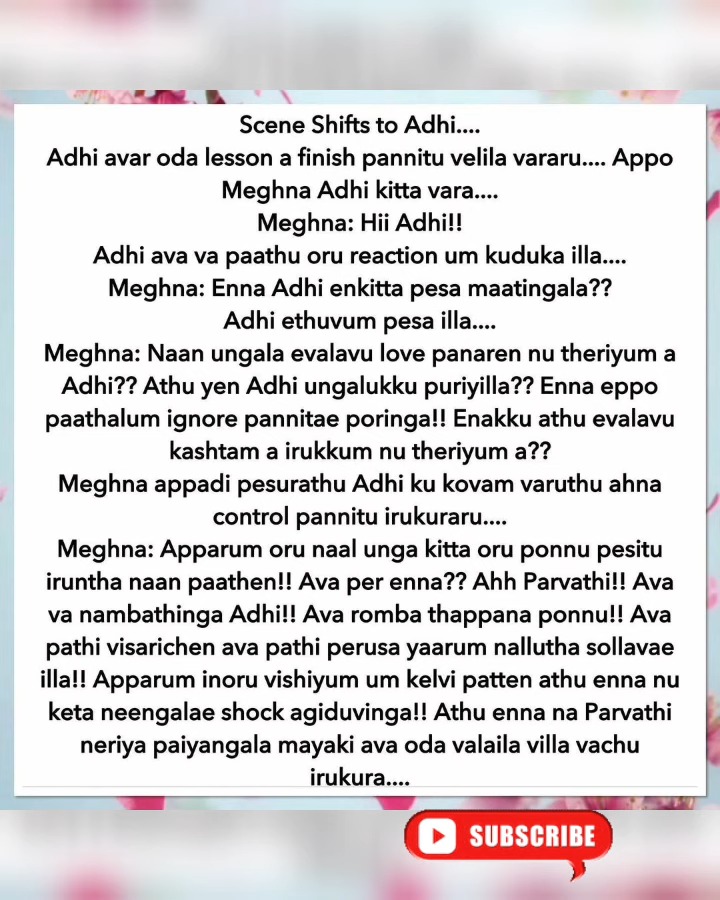 Scene Shifts to Adhi....
Adhi avar oda lesson a finish pannitu velila vararu.... Appo
Meghna Adhi kitta vara....
Meghna: Hii Adhi!!
Adhi ava va paathu oru reaction um kuduka illa....
Meghna: Enna Adhi enkitta pesa maatingala??
Adhi ethuvum pesa illa....
Meghna: Naan ungala evalavu love panaren nu theriyum a
Adhi?? Athu yen Adhi ungalukku puriyilla?? Enna eppo
paathalum ignore pannitae poringa!! Enakku athu evalavu
kashtam a irukkum nu theriyum a??
Meghna appadi pesurathu Adhi ku kovam varuthu ahna
control pannitu irukuraru....
Meghna: Apparum oru naal unga kitta oru ponnu pesitu
iruntha naan paathen!! Ava per enna?? Ahh Parvathi!! Ava
va nambathinga Adhi!! Ava romba thappana ponnu!! Ava
pathi visarichen ava pathi perusa yaarum nallutha sollavae
illa!! Apparum inoru vishiyum um kelvi patten athu enna nu
keta neengalae shock agiduvinga!! Athu enna na Parvathi
neriya paiyangala mayaki ava oda valaila villa vachu
irukura....
SUBSCRIBE